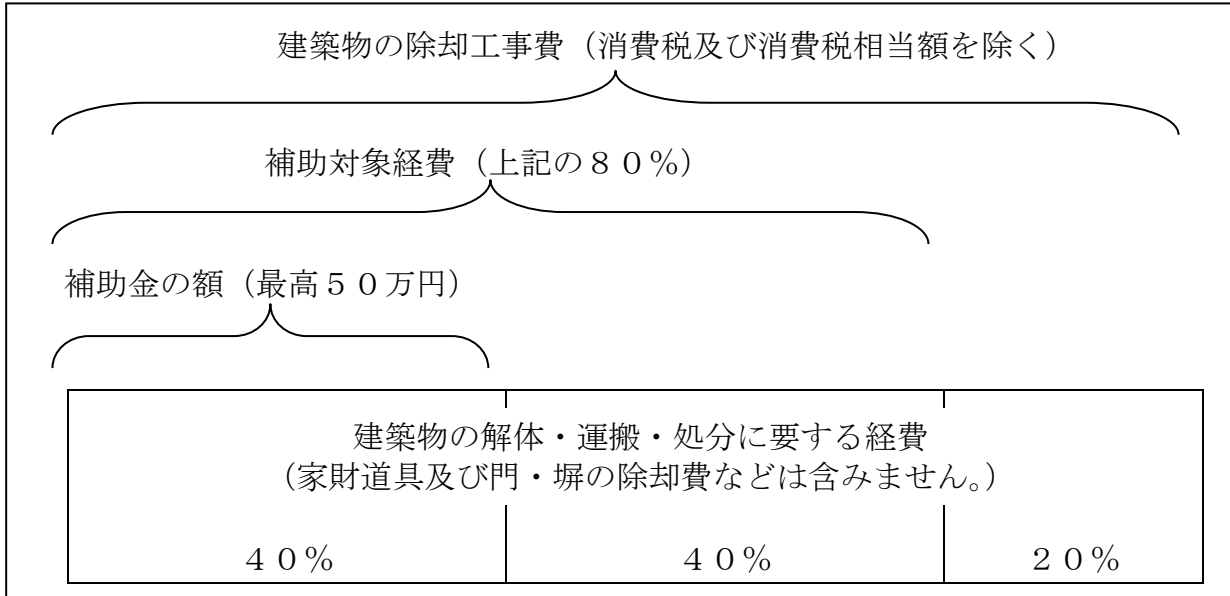 建築物の除却工事費（消費税及び消費税相当額を除く）
補助対象経費（上記の８０％）
補助金の額（最高５０万円）
建築物の解体・運搬・処分に要する経費
（家財道具及び門・塀の除却費などは含みません。）
４０％　４０％　２０％